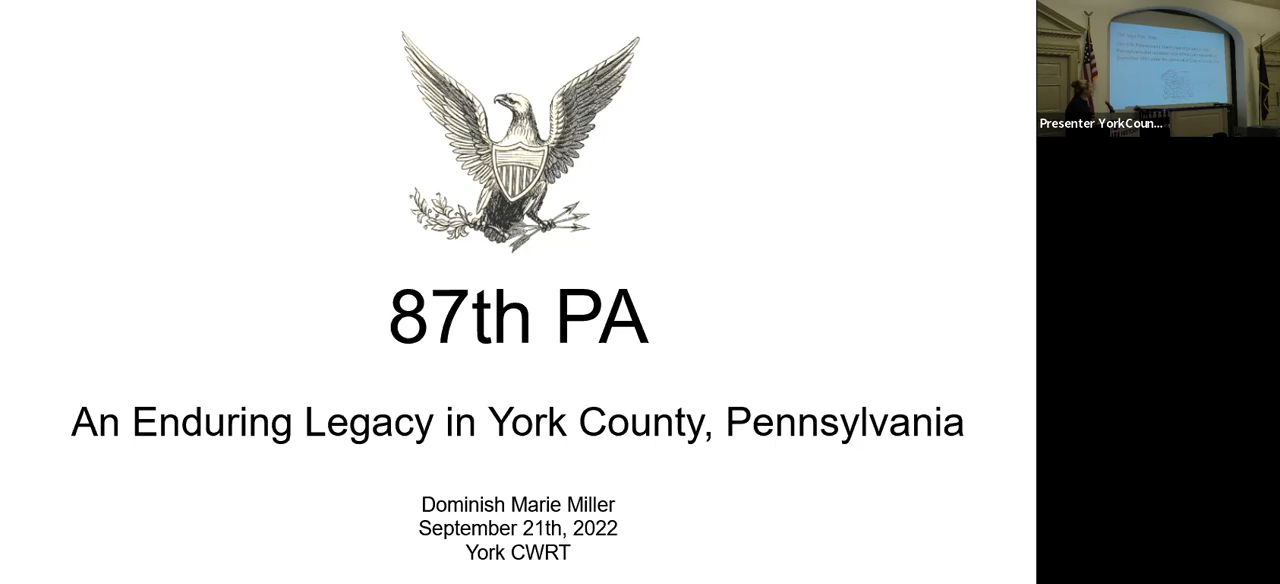 87th PA
An Enduring Legacy in York County, Pennsylvania
Dominish Marie Miller
September 21th, 2022
York CWRT
Presenter YorkCoun...